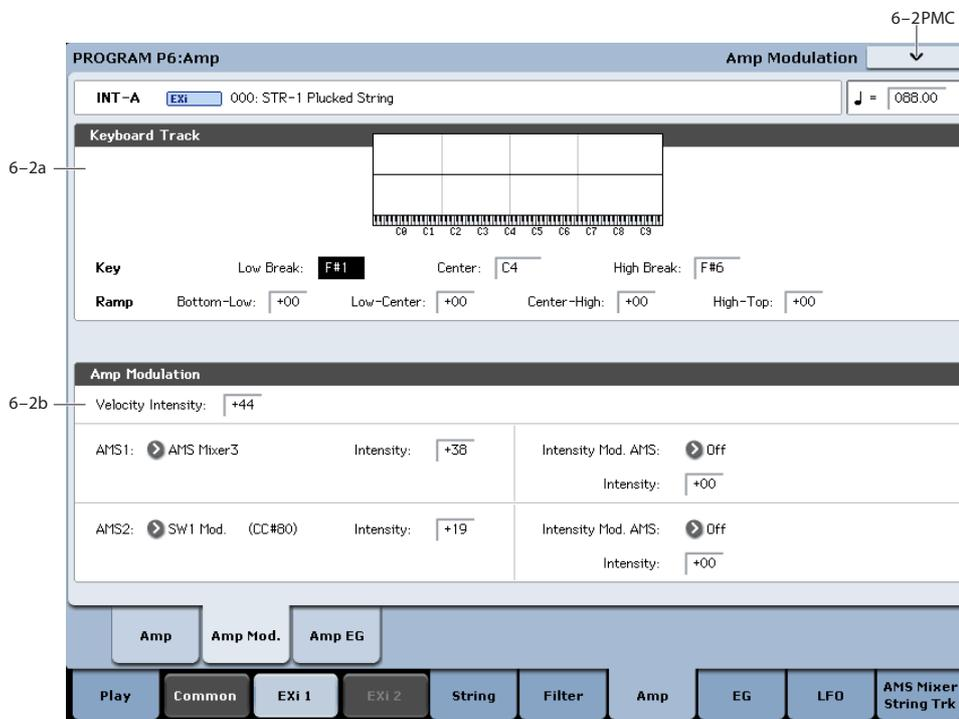 6–2PMC
PROGRAM P6:Amp Amp Modulation
INT-A EXi 000: STR-1 Plucked String ♩ = 088.00
Keyboard Track
6–2a
C0 C1 C2 C3 C4 C5 C6 C7 C8 C9
Key Low Break: F#1 Center: C4 High Break: F#6
Ramp Bottom-Low: +00 Low-Center: +00 Center-High: +00 High-Top: +00
Amp Modulation
6–2b Velocity Intensity: +44
AMS1: AMS Mixer3 Intensity: +38 Intensity Mod. AMS: Off
Intensity: +00
AMS2: SW1 Mod. (CC#80) Intensity: +19 Intensity Mod. AMS: Off
Intensity: +00
Amp Amp Mod. Amp EG
Play Common EXi 1 EXi 2 String Filter Amp EG LFO AMS Mixer
String Trk